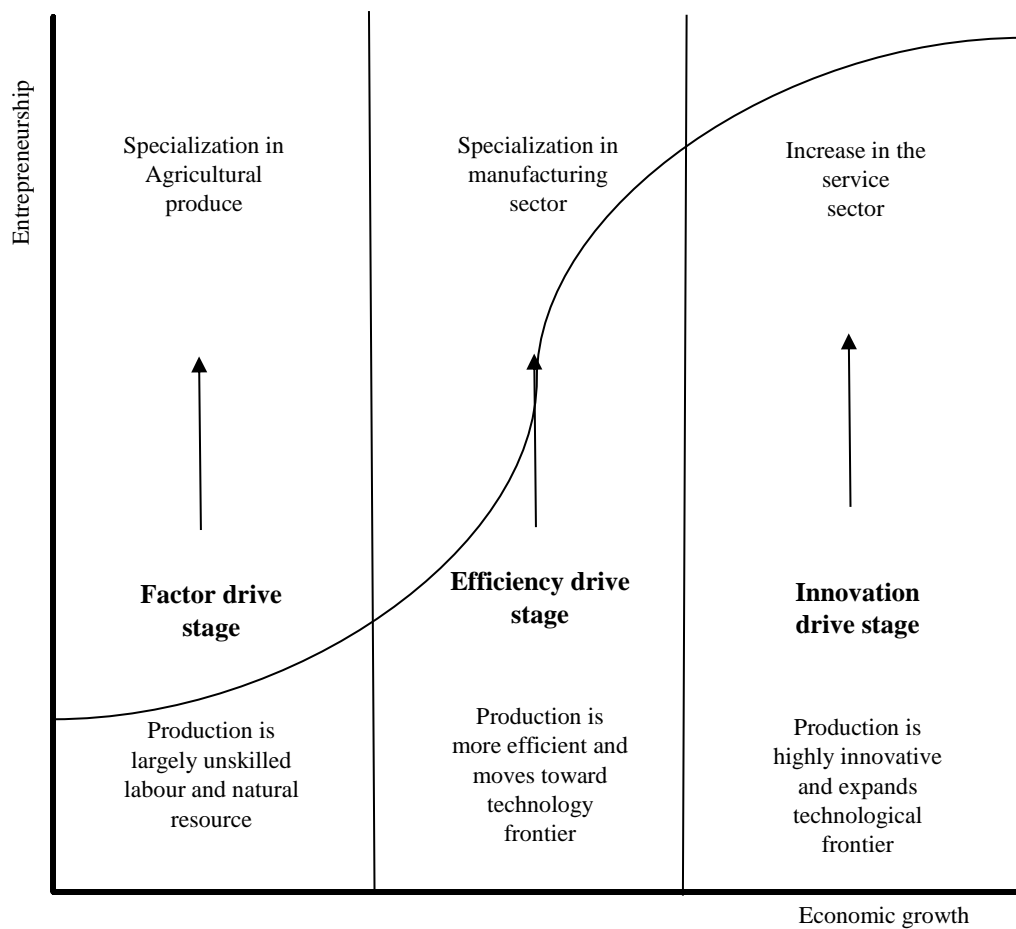 Entrepreneurship
Specialization in
Agricultural
produce
Specialization in
manufacturing
sector
Increase in the
service
sector
Factor drive
stage
Efficiency drive
stage
Innovation
drive stage
Production is
largely unskilled
labour and natural
resource
Production is
more efficient and
moves toward
technology
frontier
Production is
highly innovative
and expands
technological
frontier
Economic growth